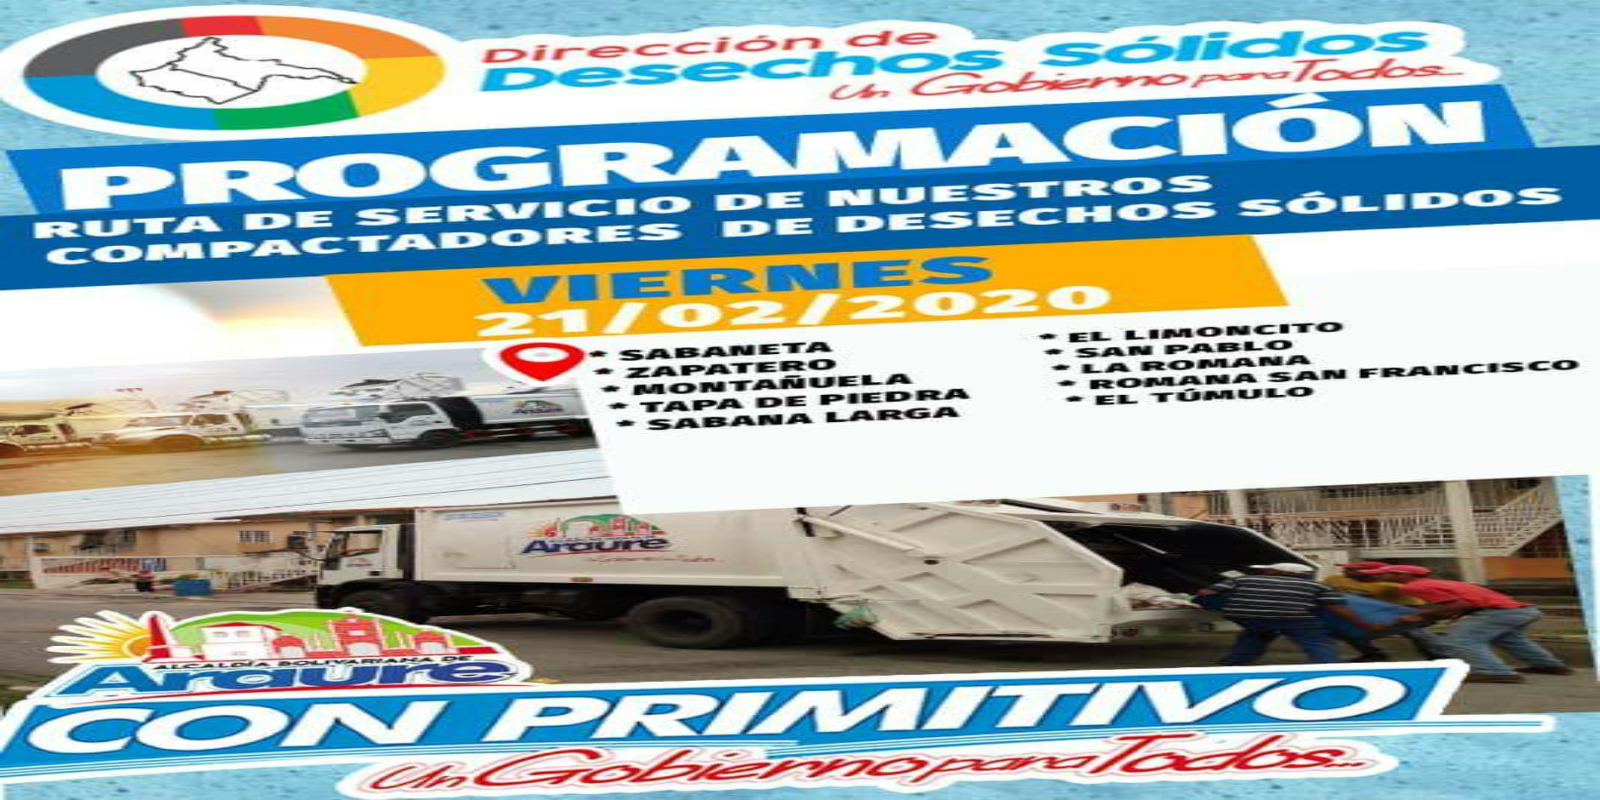 Dirección de
Desechos Sólidos
Un Gobierno para Todos...
PROGRAMACIÓN
RUTA DE SERVICIO DE NUESTROS
COMPACTADORES DE DESECHOS SÓLIDOS
VIERNES
21/02/2020
* SABANETA
* ZAPATERO
* MONTAÑUELA
* TAPA DE PIEDRA
* SABANA LARGA
* EL LIMONCITO
* SAN PABLO
* LA ROMANA
* ROMANA SAN FRANCISCO
* EL TÚMULO
Araure
ALCALDÍA BOLIVARIANA DE
Araure
CON PRIMITIVO
Un Gobierno para Todos...